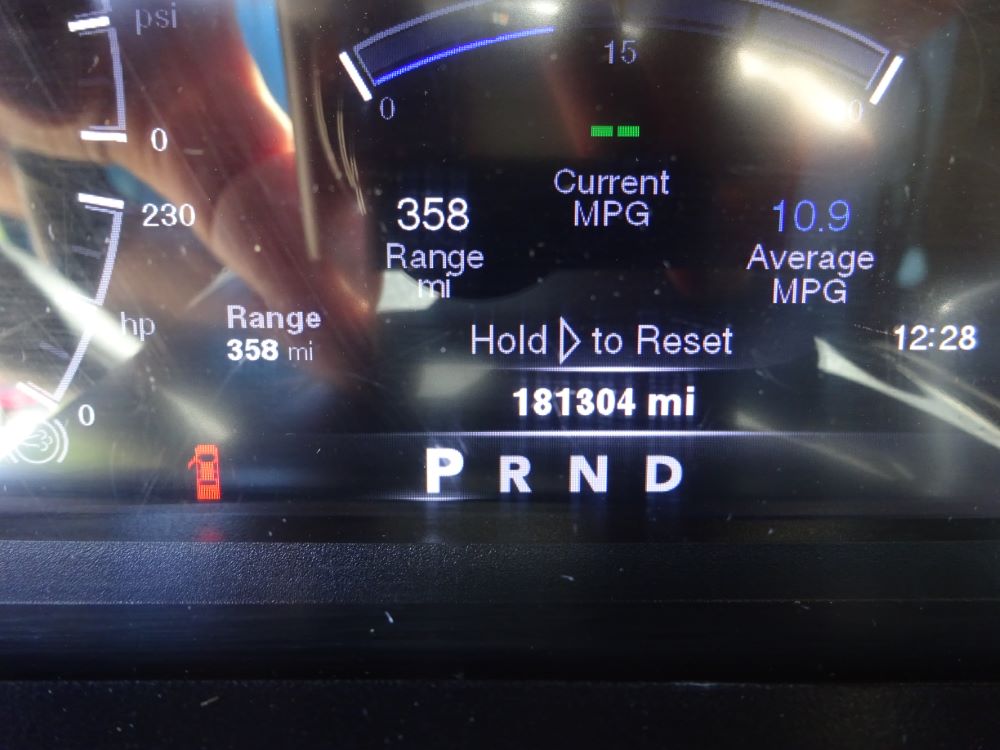 psi
0
230
hp
0
Range
358 mi
15
0
Current
MPG
358
Range
mi
10.9
Average
MPG
Hold ▷ to Reset
12:28
181304 mi
P R N D